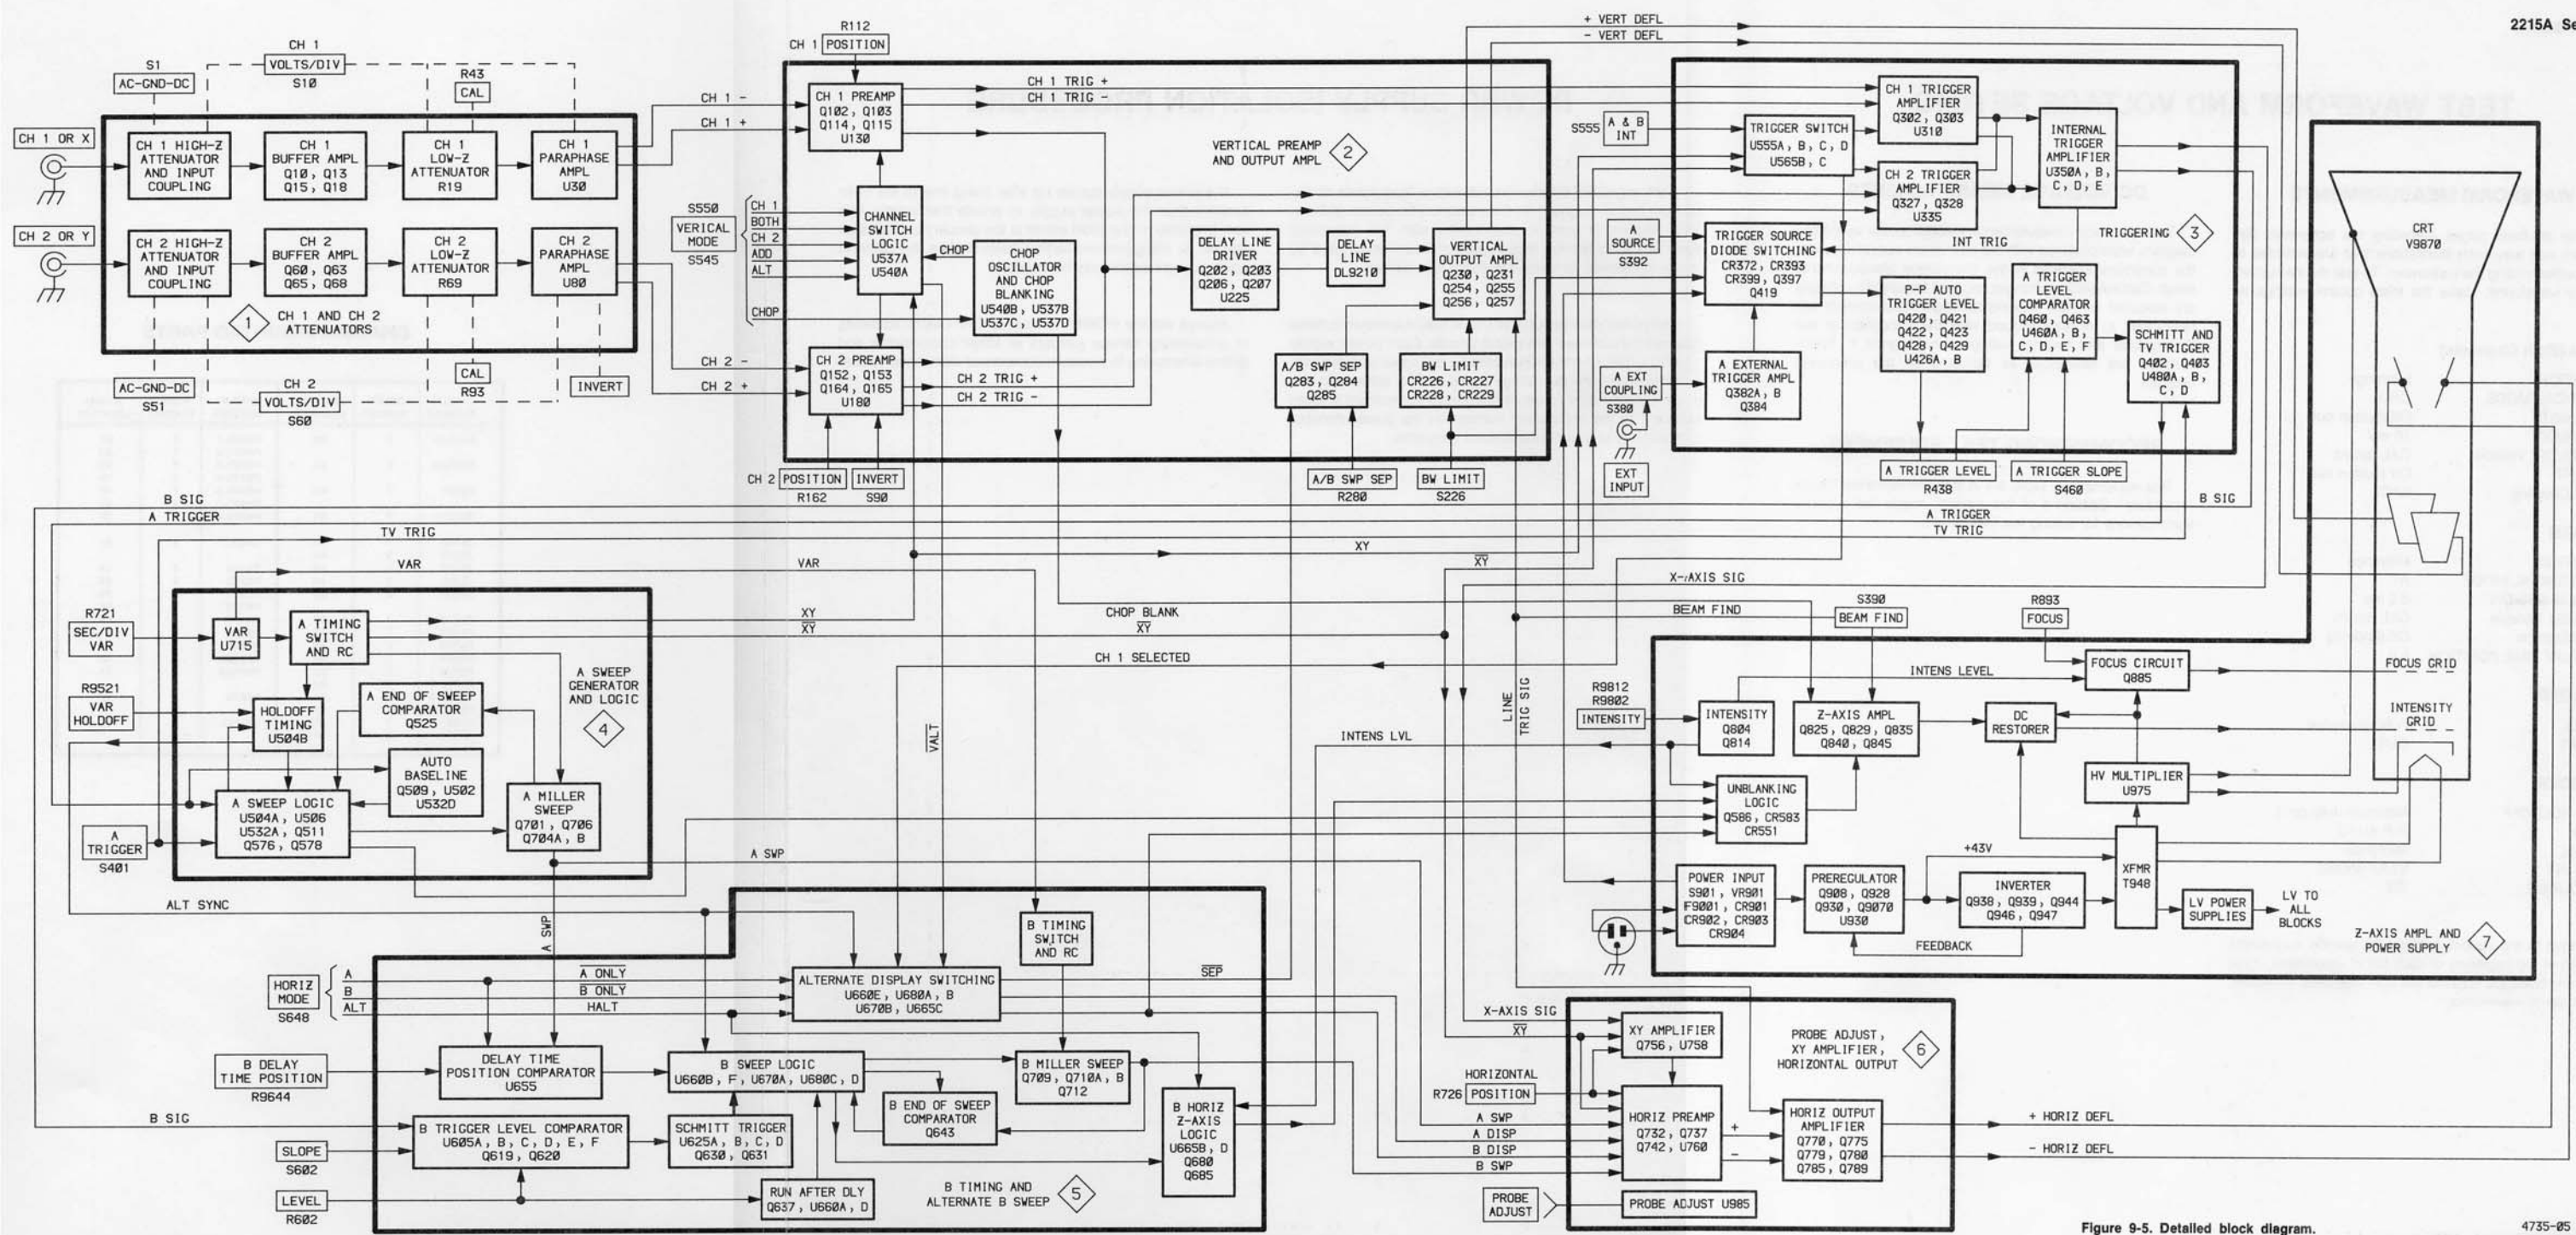 2215A Se
CH 1
VOLTS/DIV
S10
S1
AC-GND-DC
R43
CAL
CH 1 OR X
CH 1 HIGH-Z
ATTENUATOR
AND INPUT
COUPLING
CH 1
BUFFER AMPL
Q10, Q13
Q15, Q18
CH 1
LOW-Z
ATTENUATOR
R19
CH 1
PARAPHASE
AMPL
U30
CH 2 OR Y
CH 2 HIGH-Z
ATTENUATOR
AND INPUT
COUPLING
CH 2
BUFFER AMPL
Q60, Q63
Q65, Q68
CH 2
LOW-Z
ATTENUATOR
R69
CH 2
PARAPHASE
AMPL
U80
1
CH 1 AND CH 2
ATTENUATORS
AC-GND-DC
S51
CH 2
VOLTS/DIV
S60
CAL
R93
INVERT
CH 1 -
CH 1 +
CH 2 -
CH 2 +
R112
CH 1 POSITION
CH 1 PREAMP
Q102, Q103
Q114, Q115
U130
CH 1 TRIG +
CH 1 TRIG -
VERTICAL PREAMP
AND OUTPUT AMPL
2
S550
VERICAL
MODE
S545
CH 1
BOTH
CH 2
ADD
ALT
CHOP
CHANNEL
SWITCH
LOGIC
U537A
U540A
CHOP
CHOP
OSCILLATOR
AND CHOP
BLANKING
U540B, U537B
U537C, U537D
DELAY LINE
DRIVER
Q202, Q203
Q206, Q207
U225
DELAY
LINE
DL9210
VERTICAL
OUTPUT AMPL
Q230, Q231
Q254, Q255
Q256, Q257
CH 2 PREAMP
Q152, Q153
Q164, Q165
U180
CH 2 TRIG +
CH 2 TRIG -
A/B SWP SEP
Q283, Q284
Q285
BW LIMIT
CR226, CR227
CR228, CR229
CH 2 POSITION
R162
INVERT
S90
A/B SWP SEP
R280
BW LIMIT
S226
+ VERT DEFL
- VERT DEFL
S555
A & B
INT
TRIGGER SWITCH
U555A, B, C, D
U565B, C
CH 1 TRIGGER
AMPLIFIER
Q302, Q303
U310
CH 2 TRIGGER
AMPLIFIER
Q327, Q328
U335
INTERNAL
TRIGGER
AMPLIFIER
U350A, B,
C, D, E
TRIGGERING
3
INT TRIG
A
SOURCE
S392
TRIGGER SOURCE
DIODE SWITCHING
CR372, CR393
CR399, Q397
Q419
P-P AUTO
TRIGGER LEVEL
Q420, Q421
Q422, Q423
Q428, Q429
U426A, B
A TRIGGER
LEVEL
COMPARATOR
Q460, Q463
U460A, B,
C, D, E, F
SCHMITT AND
TV TRIGGER
Q402, Q403
U480A, B,
C, D
A EXT
COUPLING
S380
EXT
INPUT
A EXTERNAL
TRIGGER AMPL
Q382A, B
Q384
A TRIGGER LEVEL
R438
A TRIGGER SLOPE
S460
CRT
V9870
B SIG
A TRIGGER
TV TRIG
VAR
VAR
B SIG
A TRIGGER
TV TRIG
XY
XY
X-AXIS SIG
CHOP BLANK
XY
XY
XY
BEAM FIND
CH 1 SELECTED
R721
SEC/DIV
VAR
VAR
U715
A TIMING
SWITCH
AND RC
R9521
VAR
HOLDOFF
HOLDOFF
TIMING
U504B
A END OF SWEEP
COMPARATOR
Q525
A SWEEP
GENERATOR
AND LOGIC
4
AUTO
BASELINE
Q509, U502
U532D
A SWEEP LOGIC
U504A, U506
U532A, Q511
Q576, Q578
A MILLER
SWEEP
Q701, Q706
Q704A, B
A
TRIGGER
S401
VALT
A SWP
ALT SYNC
A SWP
INTENS LVL
LINE
TRIG SIG
S390
BEAM FIND
R893
FOCUS
R9812
R9802
INTENSITY
INTENSITY
Q804
Q814
INTENS LEVEL
FOCUS CIRCUIT
Q885
FOCUS GRID
Z-AXIS AMPL
Q825, Q829, Q835
Q840, Q845
DC
RESTORER
INTENSITY
GRID
HV MULTIPLIER
U975
UNBLANKING
LOGIC
Q586, CR583
CR551
+43V
POWER INPUT
S901, VR901
F9001, CR901
CR902, CR903
CR904
PREREGULATOR
Q908, Q928
Q930, Q9070
U930
INVERTER
Q938, Q939, Q944
Q946, Q947
FEEDBACK
XFMR
T948
LV POWER
SUPPLIES
LV TO
ALL
BLOCKS
Z-AXIS AMPL AND
POWER SUPPLY
7
HORIZ
MODE
S648
A
B
ALT
A ONLY
B ONLY
HALT
ALTERNATE DISPLAY SWITCHING
U660E, U680A, B
U670B, U665C
B TIMING
SWITCH
AND RC
SEP
B DELAY
TIME POSITION
R9644
DELAY TIME
POSITION COMPARATOR
U655
B SWEEP LOGIC
U660B, F, U670A, U680C, D
B MILLER SWEEP
Q709, Q710A, B
Q712
B END OF SWEEP
COMPARATOR
Q643
B HORIZ
Z-AXIS
LOGIC
U665B, D
Q680
Q685
B SIG
B TRIGGER LEVEL COMPARATOR
U605A, B, C, D, E, F
Q619, Q620
SCHMITT TRIGGER
U625A, B, C, D
Q630, Q631
SLOPE
S602
LEVEL
R602
RUN AFTER DLY
Q637, U660A, D
B TIMING AND
ALTERNATE B SWEEP
5
X-AXIS SIG
XY
XY AMPLIFIER
Q756, U758
PROBE ADJUST,
XY AMPLIFIER,
HORIZONTAL OUTPUT
6
HORIZONTAL
R726 POSITION
A SWP
A DISP
B DISP
B SWP
HORIZ PREAMP
Q732, Q737
Q742, U760
+
-
HORIZ OUTPUT
AMPLIFIER
Q770, Q775
Q779, Q780
Q785, Q789
+ HORIZ DEFL
- HORIZ DEFL
PROBE
ADJUST
PROBE ADJUST U985
Figure 9-5. Detailed block diagram.
4735-05